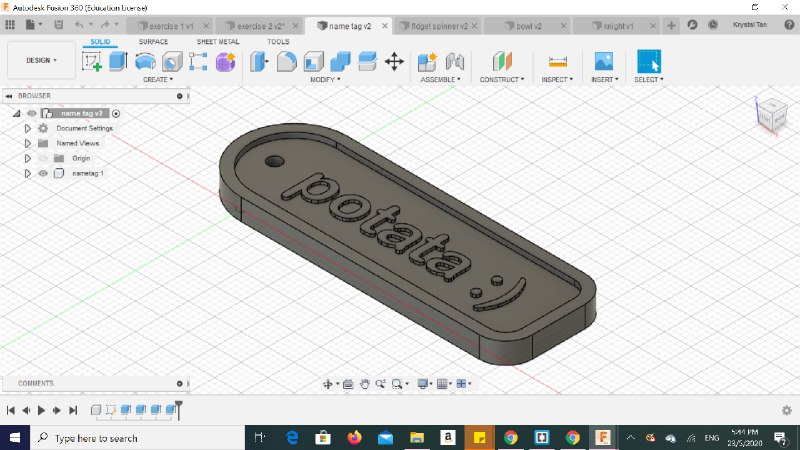 Autodesk Fusion 360 (Education License)
exercise 1 v1
exercise 2 v2*
name tag v2
fidget spinner v2
bowl v2
knight v1
Krystal Tan
SOLID
SURFACE
SHEET METAL
TOOLS
DESIGN
CREATE
MODIFY
ASSEMBLE
CONSTRUCT
INSPECT
INSERT
SELECT
BROWSER
name tag v2
Document Settings
Named Views
Origin
nametag:1
potata :)
COMMENTS
Type here to search
ENG
5:44 PM
23/5/2020